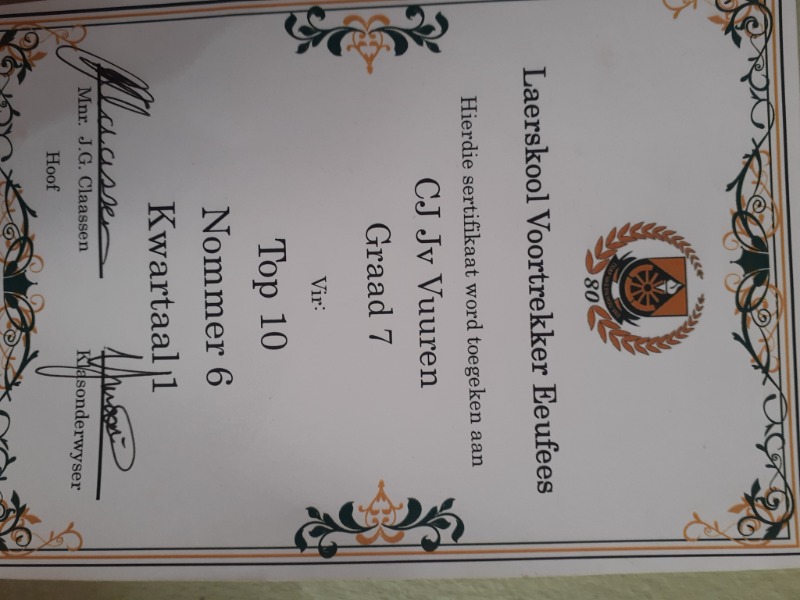 80
Laerskool Voortrekker Eeufees
Hierdie sertifikaat word toegeken aan
CJ Jv Vuuren
Graad 7
Vir:
Top 10
Nommer 6
Kwartaal 1
Mnr. J.G. Claassen
Hoof
Klasonderwyser